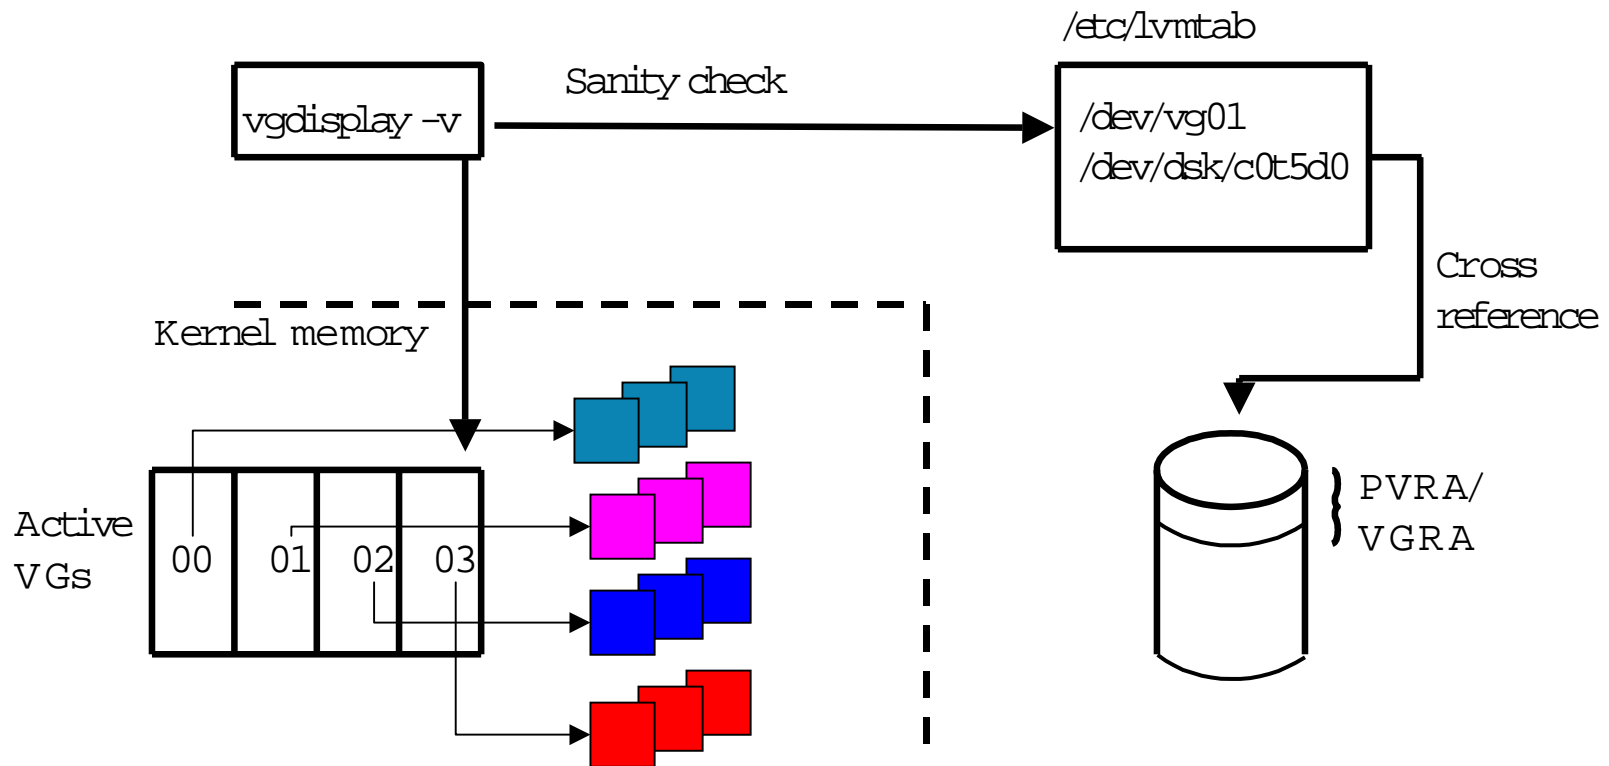 /etc/lvmtab
vgdisplay -v
Sanity check
/dev/vg01
/dev/dsk/c0t5d0
Cross
reference
Kernel memory
Active
VGs
00 01 02 03
PVRA/
VGRA